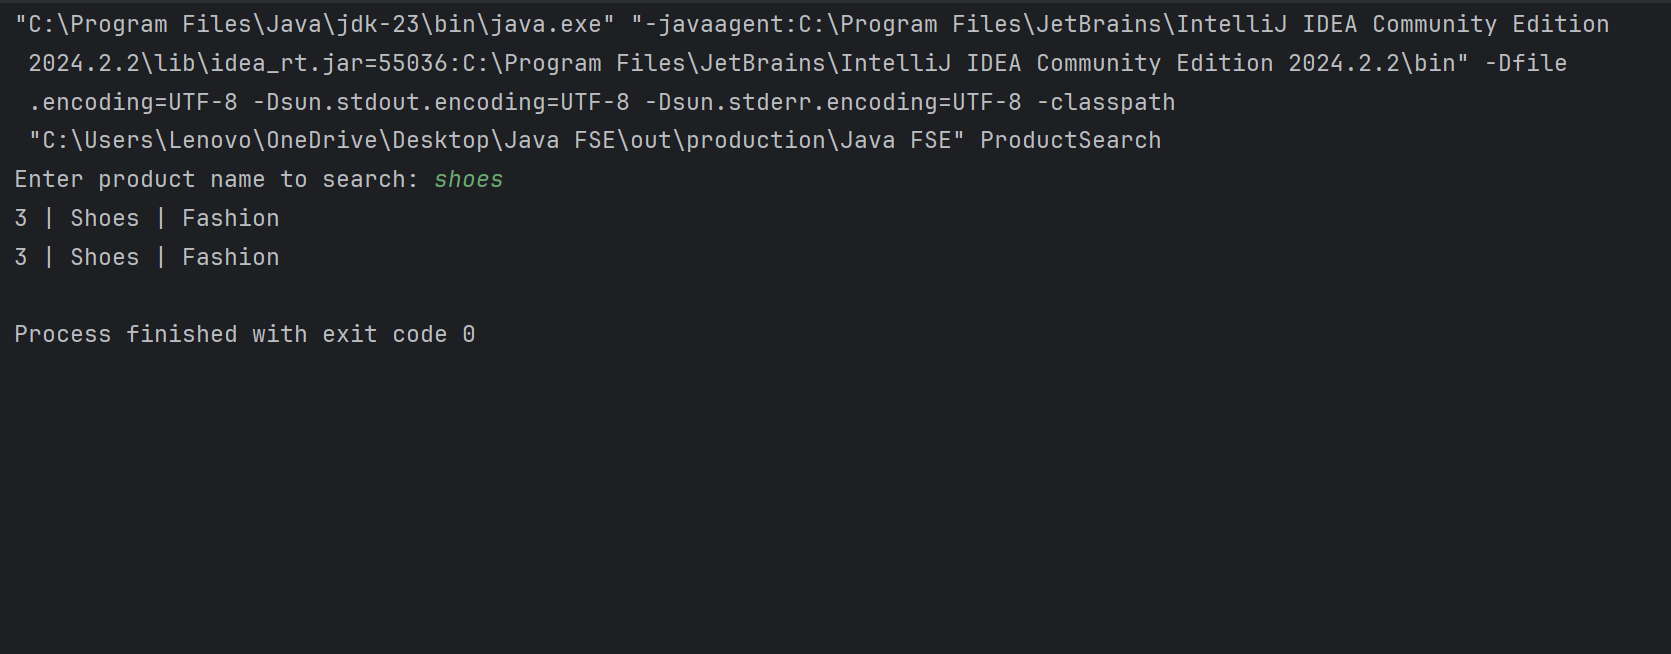 "C:\Program Files\Java\jdk-23\bin\java.exe" "-javaagent:C:\Program Files\JetBrains\IntelliJ IDEA Community Edition
2024.2.2\lib\idea_rt.jar=55036:C:\Program Files\JetBrains\IntelliJ IDEA Community Edition 2024.2.2\bin" -Dfile
.encoding=UTF-8 -Dsun.stdout.encoding=UTF-8 -Dsun.stderr.encoding=UTF-8 -classpath
"C:\Users\Lenovo\OneDrive\Desktop\Java FSE\out\production\Java FSE" ProductSearch
Enter product name to search: shoes
3 | Shoes | Fashion
3 | Shoes | Fashion
Process finished with exit code 0